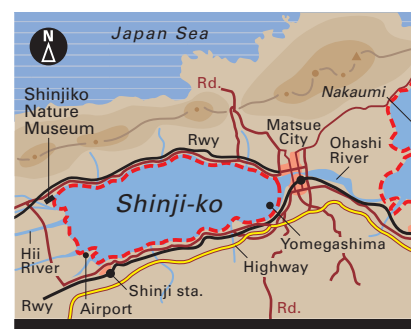 Japan Sea
N
Rd.
Shinjiko
Nature
Museum
Nakaumi
Matsue
City
Rwy
Ohashi
River
Shinji-ko
Hii
River
Yomegashima
Highway
Shinji sta.
Rwy
Airport
Rd.